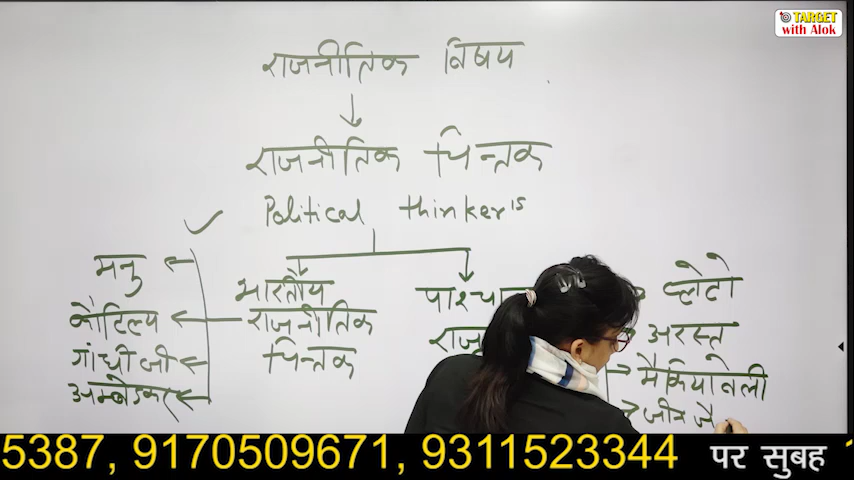 TARGET
with Alok
राजनीतिक विषय
राजनीतिक चिन्तक
Political thinker's
मनु
कौटिल्य
गांधी जी
अम्बेडकर
भारतीय
राजनीतिक
चिन्तक
प्लेटो
अरस्तु
मैकियावेली
5387, 9170509671, 9311523344 पर सुबह